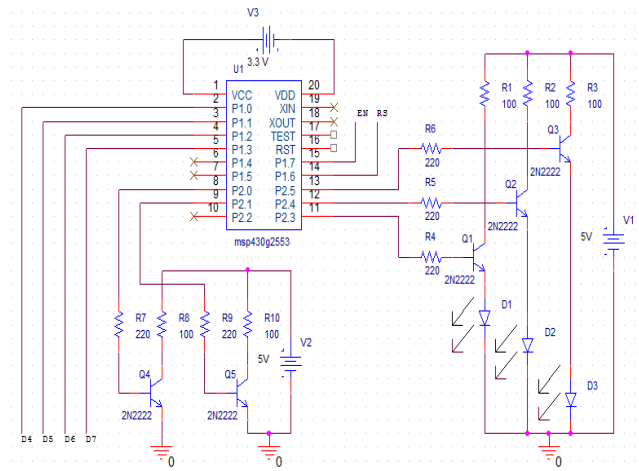 V3
3.3 V
U1
1 VCC VDD 20
2 P1.0 XIN 19
3 P1.1 XOUT 18
4 P1.2 TEST 17
5 P1.3 RST 16
6 P1.4 P1.7 15
7 P1.5 P1.6 14
8 P2.0 P2.5 13
9 P2.1 P2.4 12
10 P2.2 P2.3 11
msp430g2553
EN RS
R1 R2 R3
100 100 100
R6
220
Q3
2N2222
R5
220
Q2
2N2222
R4
220
Q1
2N2222
V1
5V
D1
D2
D3
0
R7 R8 R9 R10
220 100 220 100
V2
5V
Q4 Q5
2N2222 2N2222
D4 D5 D6 D7
0 0